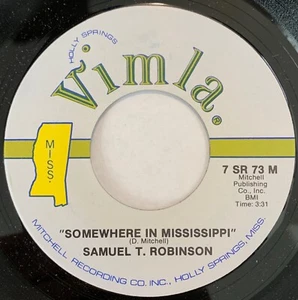 HOLLY SPRINGS
Vimla®
MISS.
7 SR 73 M
Mitchell
Publishing
Co., Inc.
BMI
Time: 3:31
"SOMEWHERE IN MISSISSIPPI"
(D. Mitchell)
SAMUEL T. ROBINSON
MITCHELL RECORDING CO. INC., HOLLY SPRINGS, MISS.